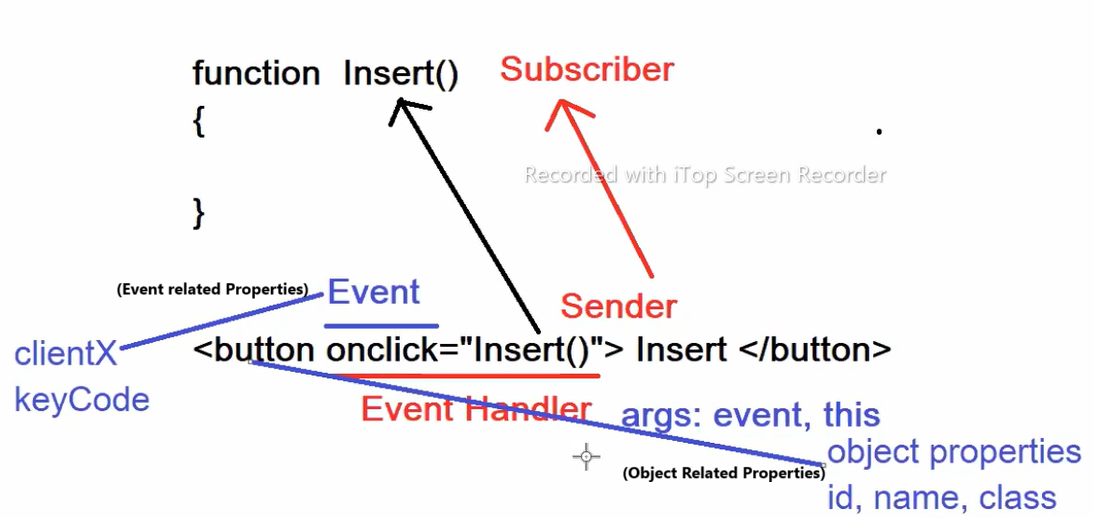 function Insert() Subscriber
{
Recorded with iTop Screen Recorder
}
(Event related Properties) Event
Sender
clientX <button onclick="Insert()"> Insert </button>
keyCode
Event Handler args: event, this
object properties
(Object Related Properties)
id, name, class